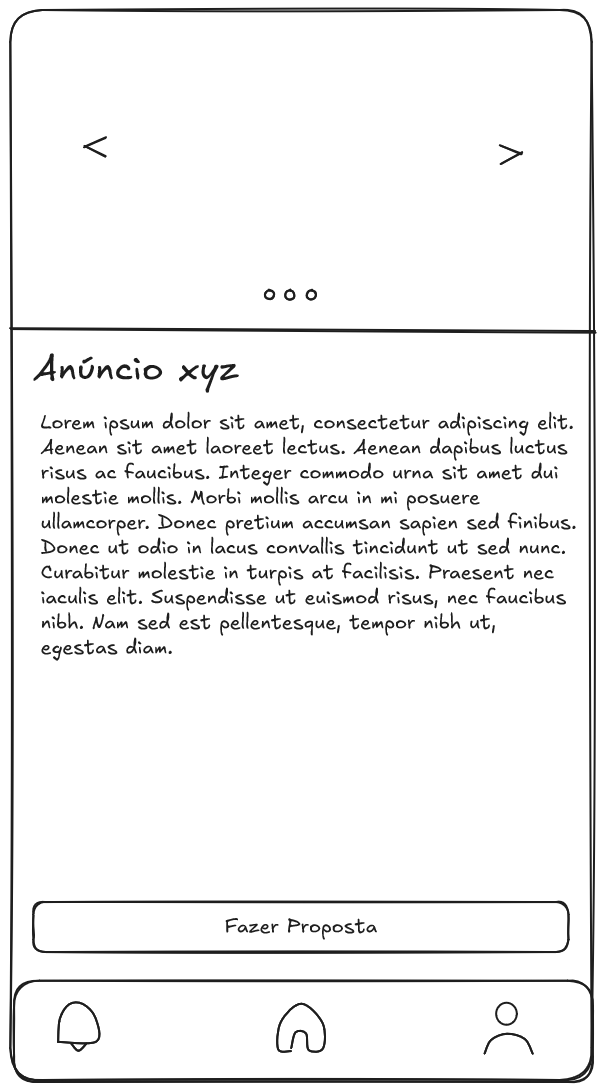 < >
Anúncio xyz
Lorem ipsum dolor sit amet, consectetur adipiscing elit.
Aenean sit amet laoreet lectus. Aenean dapibus luctus
risus ac faucibus. Integer commodo urna sit amet dui
molestie mollis. Morbi mollis arcu in mi posuere
ullamcorper. Donec pretium accumsan sapien sed finibus.
Donec ut odio in lacus convallis tincidunt ut sed nunc.
Curabitur molestie in turpis at facilisis. Praesent nec
iaculis elit. Suspendisse ut euismod risus, nec faucibus
nibh. Nam sed est pellentesque, tempor nibh ut,
egestas diam.
Fazer Proposta